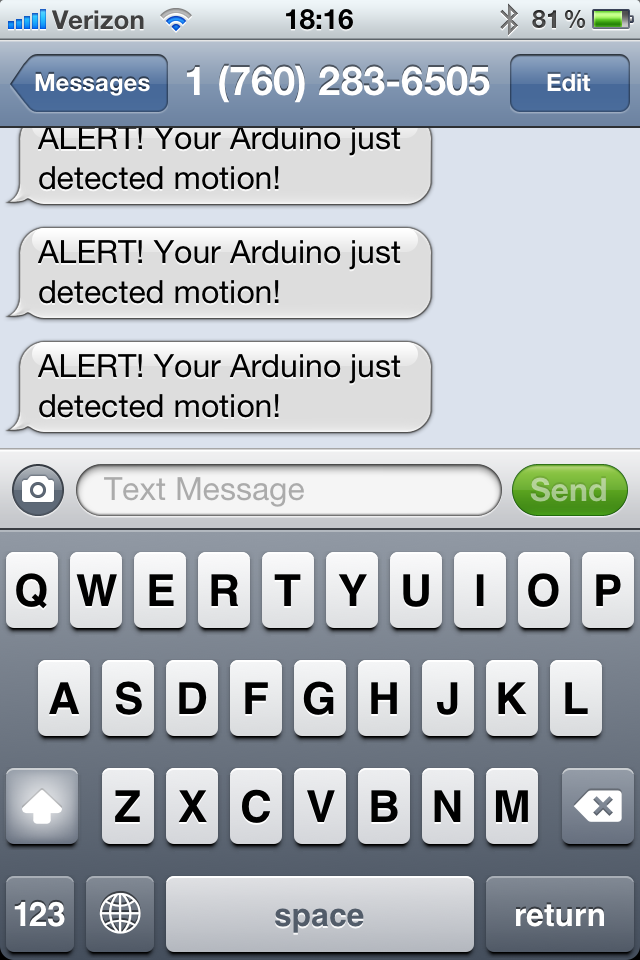 Verizon 18:16 81 %
Messages 1 (760) 283-6505 Edit
ALERT! Your Arduino just
detected motion!
ALERT! Your Arduino just
detected motion!
ALERT! Your Arduino just
detected motion!
Text Message Send
Q W E R T Y U I O P
A S D F G H J K L
Z X C V B N M
123 space return